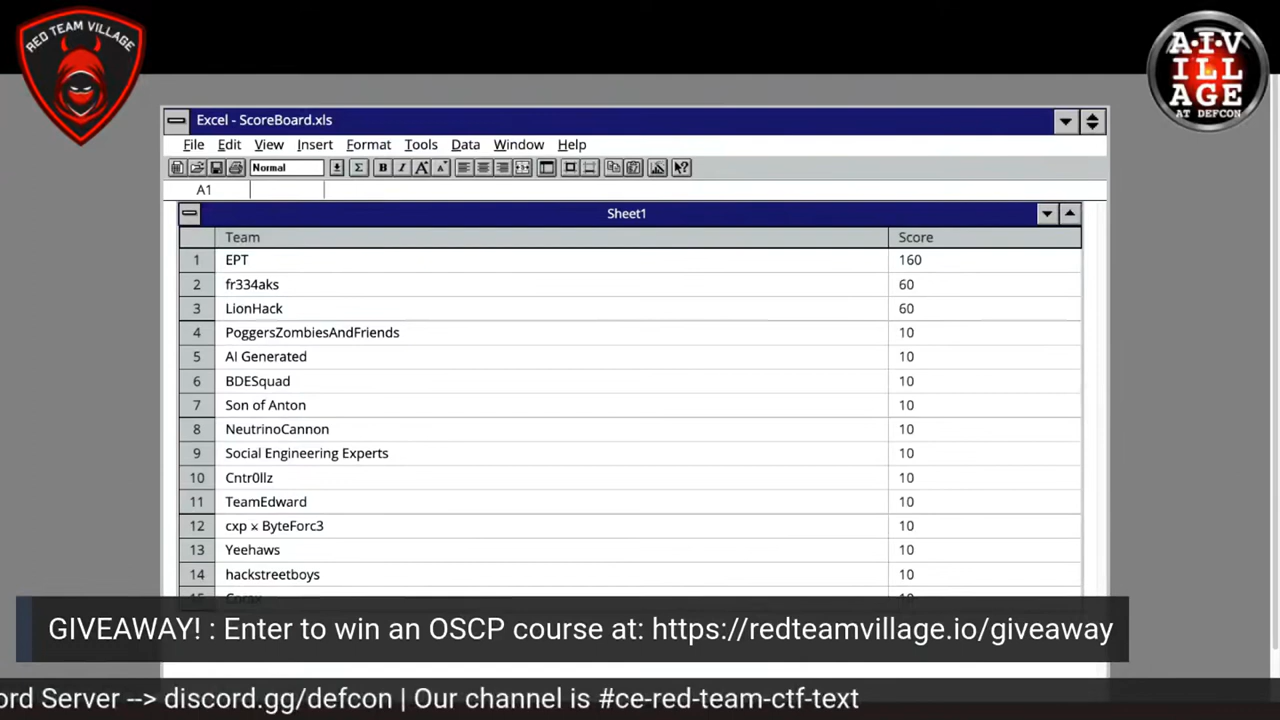 RED TEAM VILLAGE
A·I·V
ILL
AGE
AT DEFCON
Excel - ScoreBoard.xls
File Edit View Insert Format Tools Data Window Help
Normal Σ B I A A
A1
Sheet1
Team Score
1 EPT 160
2 fr334aks 60
3 LionHack 60
4 PoggersZombiesAndFriends 10
5 AI Generated 10
6 BDESquad 10
7 Son of Anton 10
8 NeutrinoCannon 10
9 Social Engineering Experts 10
10 Cntr0llz 10
11 TeamEdward 10
12 cxp x ByteForc3 10
13 Yeehaws 10
14 hackstreetboys 10
15 Corax 10
GIVEAWAY! : Enter to win an OSCP course at: https://redteamvillage.io/giveaway
ord Server --> discord.gg/defcon | Our channel is #ce-red-team-ctf-text